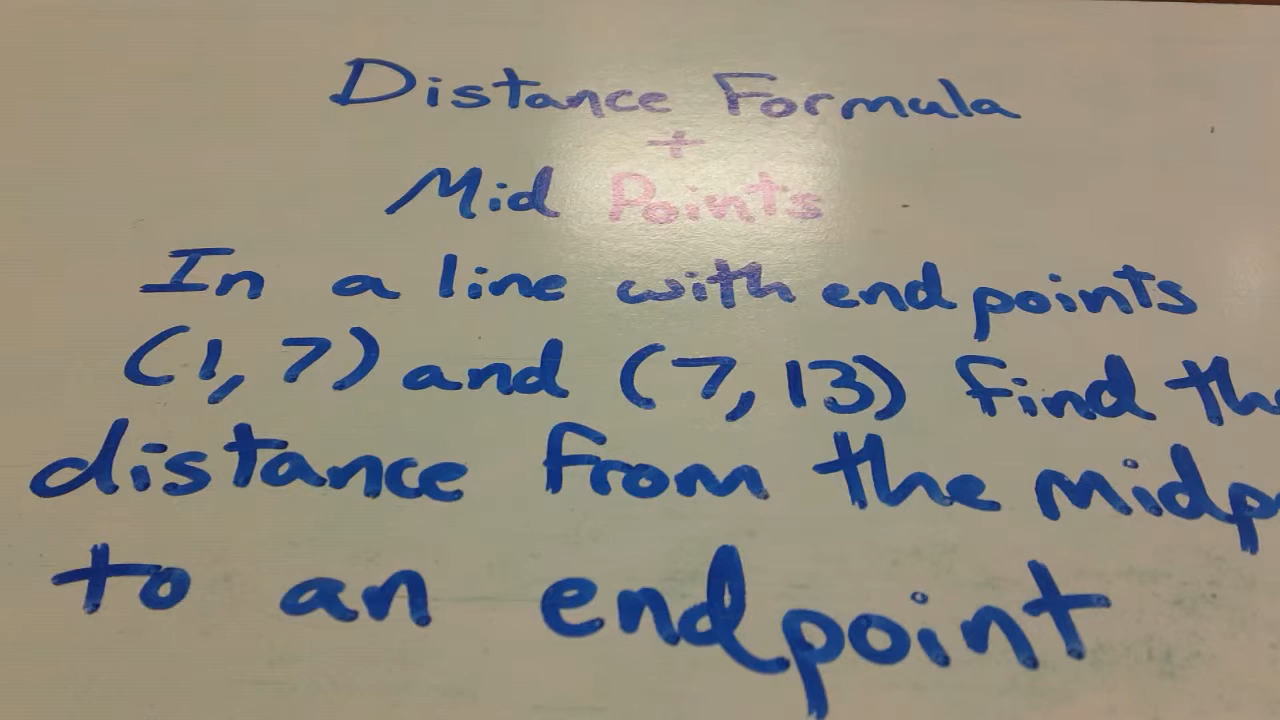 Distance Formula
+
Mid Points
In a line with endpoints
(1,7) and (7,13) find the
distance from the midp
to an endpoint